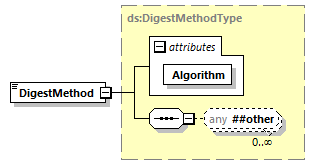 ds:DigestMethodType
attributes
Algorithm
DigestMethod
any ##other
0..∞